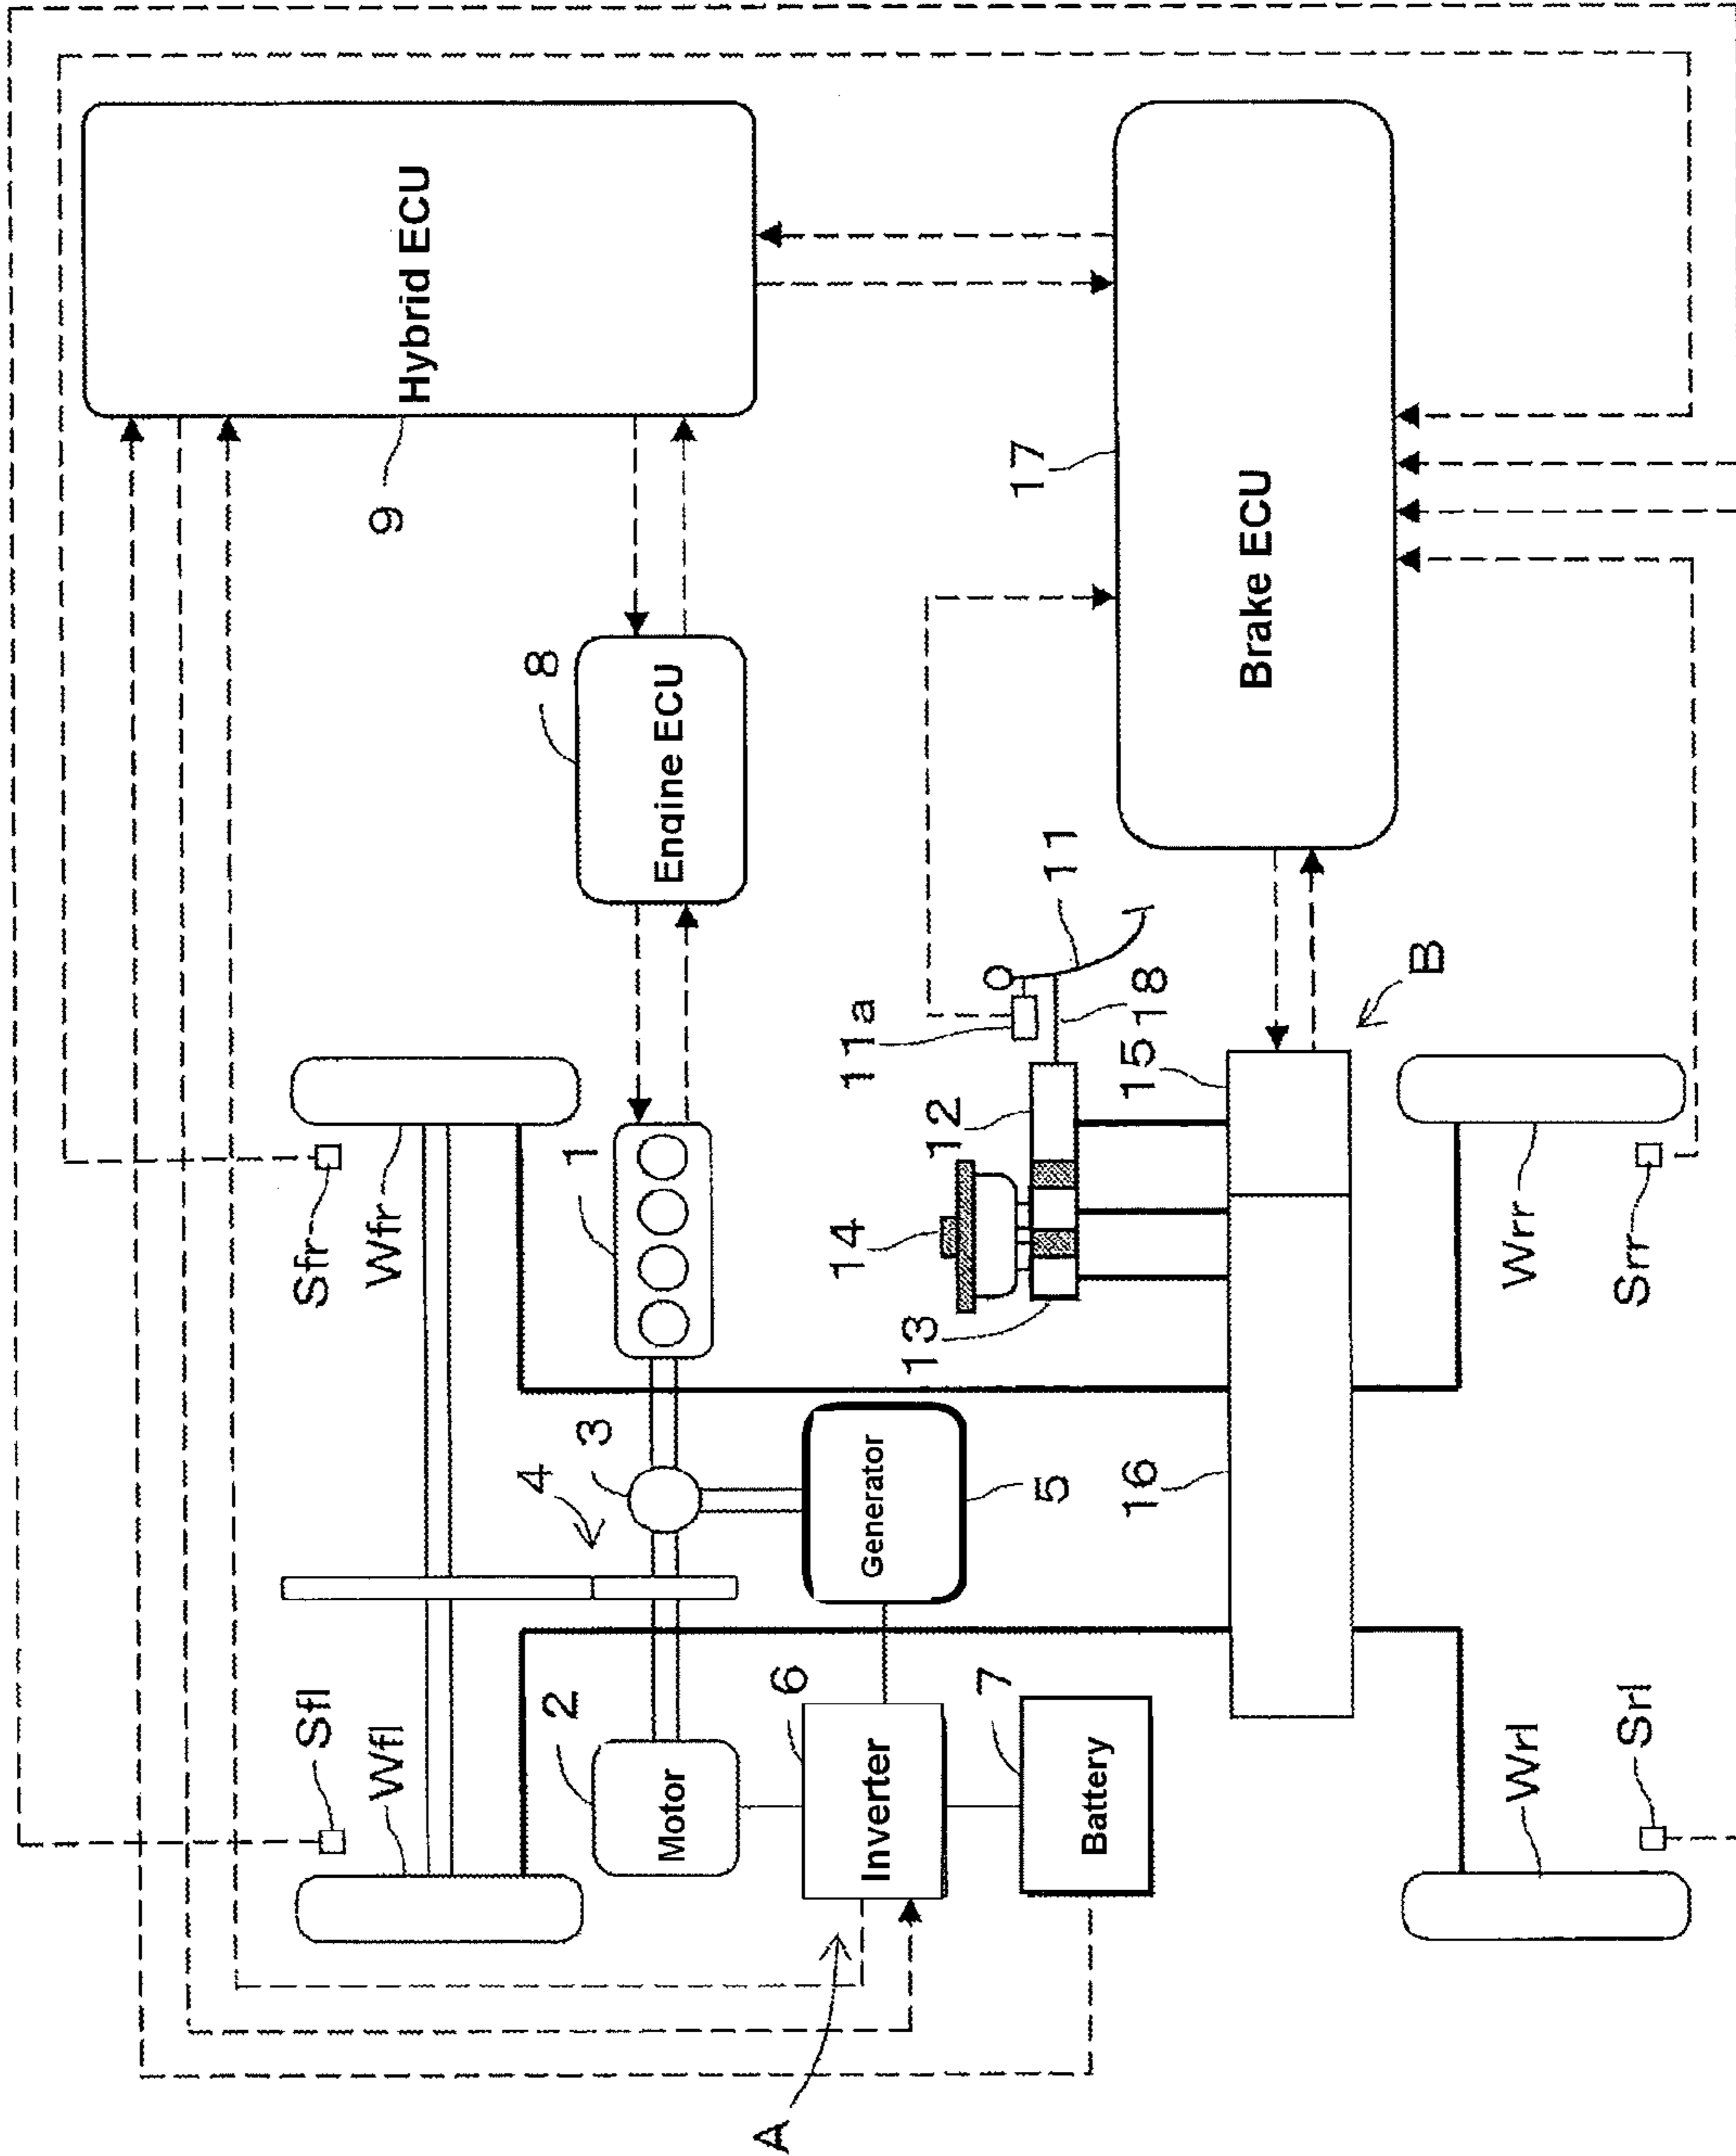 Sfl
Sfr
Wfl
Wfr
9
Hybrid ECU
4
8
2
1
3
Motor
Engine ECU
A
6
14
Inverter
Generator
12
7
17
5
11a
11
13
Battery
18
15
16
Brake ECU
B
Wrl
Wrr
Srl
Srr